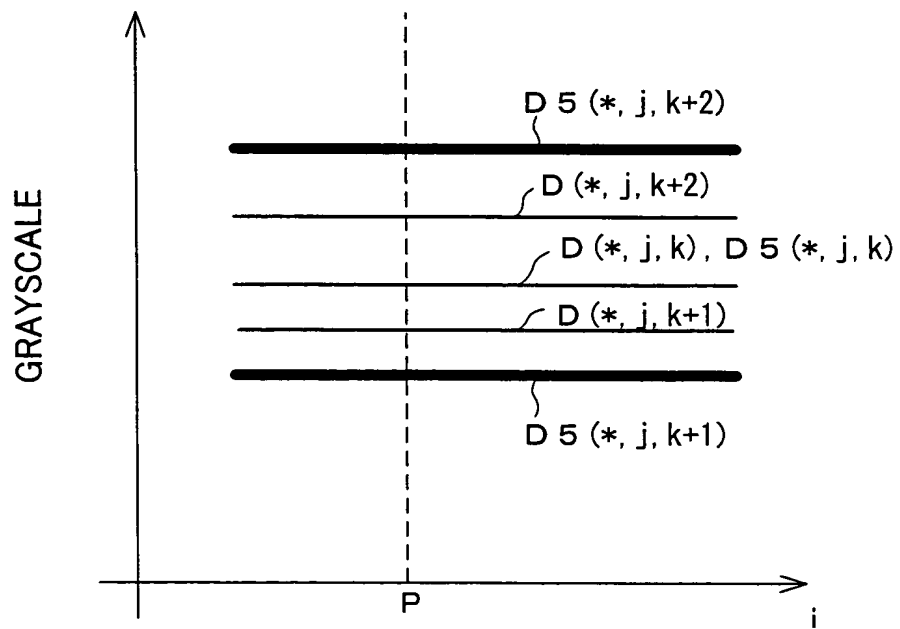 GRAYSCALE
D 5 (*, j, k+2)
D (*, j, k+2)
D (*, j, k) , D 5 (*, j, k)
D (*, j, k+1)
D 5 (*, j, k+1)
P
i